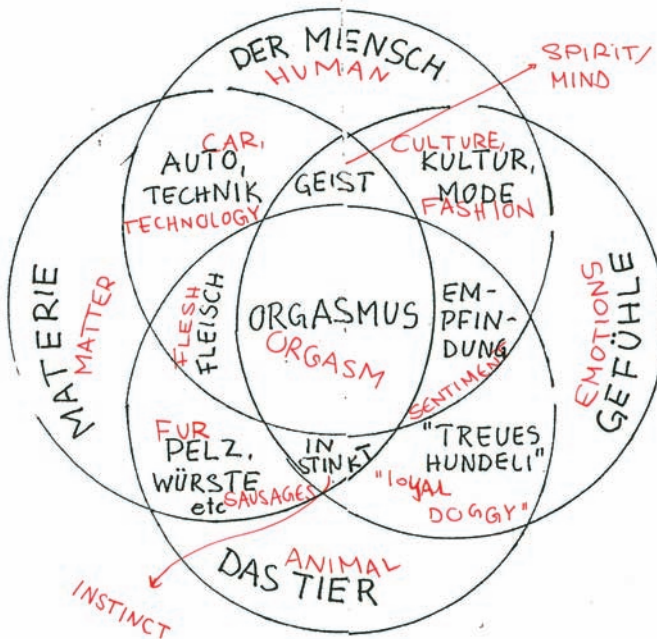 DER MIENSCH
HUMAN
SPIRIT/
MIND
CAR,
AUTO,
TECHNIK
TECHNOLOGY
GEIST
CULTURE,
KULTUR,
MODE
FASHION
MATERIE
MATTER
FLESH
FLEISCH
ORGASMUS
ORGASM
EM-
PFIN-
DUNG
SENTIMENT
EMOTIONS
GEFÜHLE
FUR
PELZ,
WÜRSTE
etc SAUSAGES
IN
STINKT
"TREUES
HUNDELI"
"lOYAL
DOGGY"
ANIMAL
DAS TIER
INSTINCT